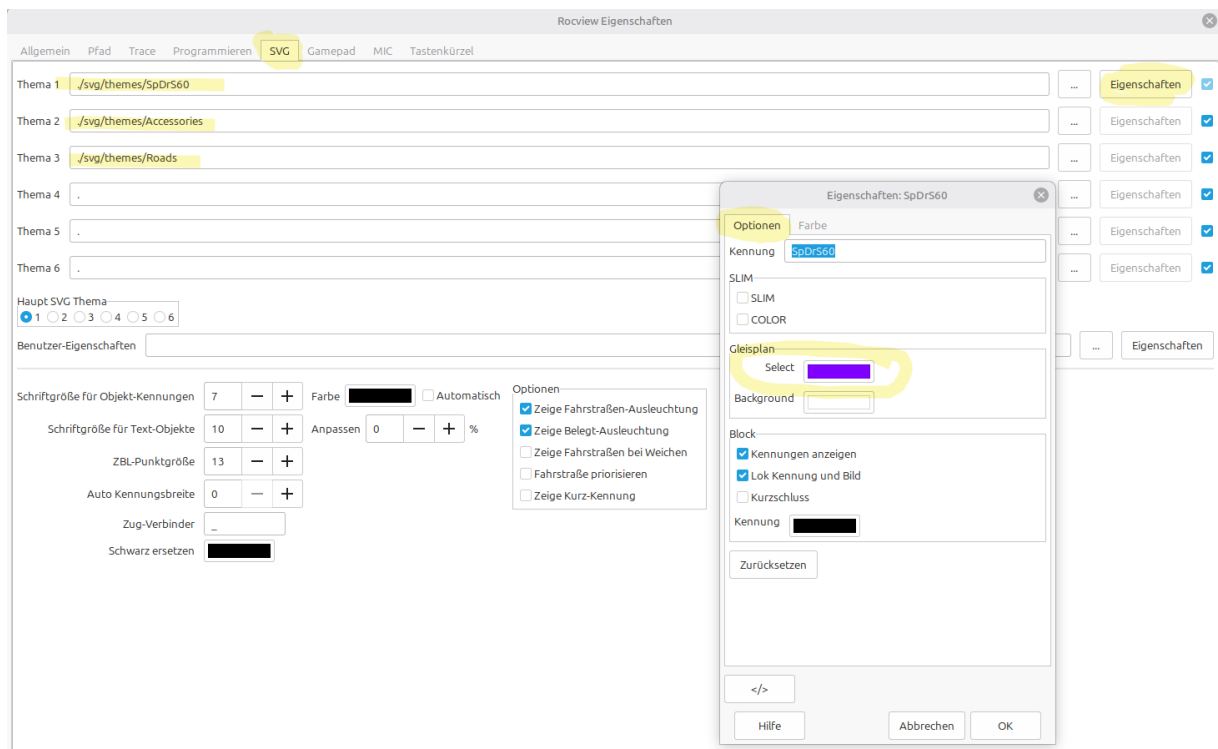 Rocview Eigenschaften
Allgemein Pfad Trace Programmieren SVG Gamepad MIC Tastenkürzel
Thema 1 ./svg/themes/SpDrS60 ... Eigenschaften
Thema 2 ./svg/themes/Accessories ... Eigenschaften
Thema 3 ./svg/themes/Roads ... Eigenschaften
Thema 4 . ... Eigenschaften
Thema 5 . ... Eigenschaften
Thema 6 . ... Eigenschaften
Haupt SVG Thema
1 2 3 4 5 6
Benutzer-Eigenschaften ... Eigenschaften
Schriftgröße für Objekt-Kennungen 7 − + Farbe Automatisch
Schriftgröße für Text-Objekte 10 − + Anpassen 0 − + %
ZBL-Punktgröße 13 − +
Auto Kennungsbreite 0 − +
Zug-Verbinder _
Schwarz ersetzen
Optionen
Zeige Fahrstraßen-Ausleuchtung
Zeige Belegt-Ausleuchtung
Zeige Fahrstraßen bei Weichen
Fahrstraße priorisieren
Zeige Kurz-Kennung
Eigenschaften: SpDrS60
Optionen Farbe
Kennung SpDrS60
SLIM
SLIM
COLOR
Gleisplan
Select
Background
Block
Kennungen anzeigen
Lok Kennung und Bild
Kurzschluss
Kennung
Zurücksetzen
</>
Hilfe Abbrechen OK